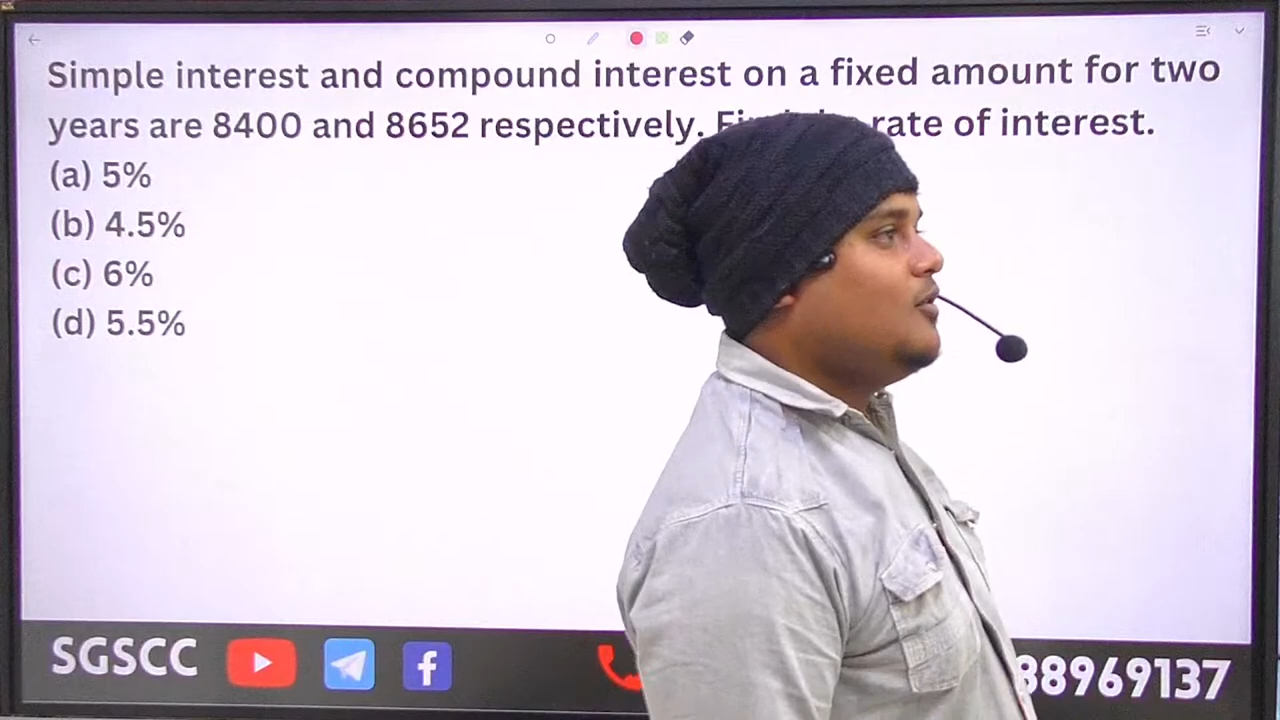 Simple interest and compound interest on a fixed amount for two
years are 8400 and 8652 respectively. rate of interest.
(a) 5%
(b) 4.5%
(c) 6%
(d) 5.5%
SGSCC 88969137